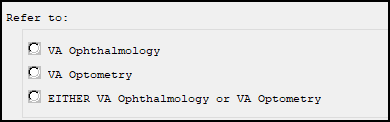 Refer to:
VA Ophthalmology
VA Optometry
EITHER VA Ophthalmology or VA Optometry